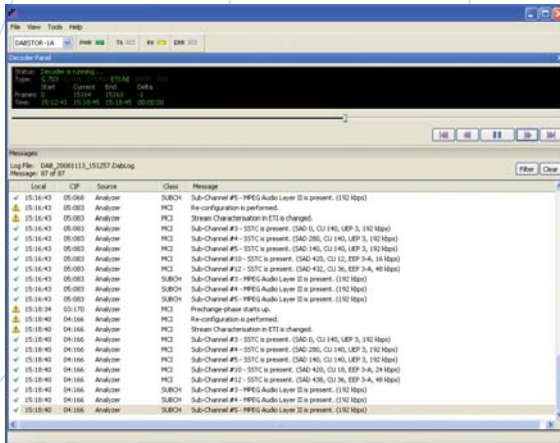 File View Tools Help
DABSTOR-1A PWR TX RX ERR
Decoder Panel
Status: Decoder is running ...
Type: G.703 ETI-NI
Start Current End Delta
Frames: 0 15164 15163 -1
Time: 15:12:41 15:18:45 15:18:45 00:00:00
Messages
Log File: DAB_20081113_151257.DabLog
Message: 87 of 87
Filter Clear
Local CIF Source Class Message
15:16:43 05:068 Analyzer SUBCH Sub-Channel #5 - MPEG Audio Layer II is present. (192 kbps)
15:16:43 05:083 Analyzer MCI Re-configuration is performed.
15:16:43 05:083 Analyzer MCI Stream Characterisation in ETI is changed.
15:16:43 05:083 Analyzer MCI Sub-Channel #3 - SSTC is present. (SAD 0, CU 140, UEP 3, 192 kbps)
15:16:43 05:083 Analyzer MCI Sub-Channel #4 - SSTC is present. (SAD 280, CU 140, UEP 3, 192 kbps)
15:16:43 05:083 Analyzer MCI Sub-Channel #5 - SSTC is present. (SAD 140, CU 140, UEP 3, 192 kbps)
15:16:43 05:083 Analyzer MCI Sub-Channel #10 - SSTC is present. (SAD 420, CU 12, EEP 3-A, 16 kbps)
15:16:43 05:083 Analyzer MCI Sub-Channel #12 - SSTC is present. (SAD 432, CU 36, EEP 3-A, 48 kbps)
15:16:43 05:083 Analyzer SUBCH Sub-Channel #3 - MPEG Audio Layer II is present. (192 kbps)
15:16:43 05:083 Analyzer SUBCH Sub-Channel #4 - MPEG Audio Layer II is present. (192 kbps)
15:16:43 05:083 Analyzer SUBCH Sub-Channel #5 - MPEG Audio Layer II is present. (192 kbps)
15:18:34 03:170 Analyzer MCI Prechange-phase starts up.
15:18:40 04:166 Analyzer MCI Re-configuration is performed.
15:18:40 04:166 Analyzer MCI Stream Characterisation in ETI is changed.
15:18:40 04:166 Analyzer MCI Sub-Channel #3 - SSTC is present. (SAD 0, CU 140, UEP 3, 192 kbps)
15:18:40 04:166 Analyzer MCI Sub-Channel #4 - SSTC is present. (SAD 280, CU 140, UEP 3, 192 kbps)
15:18:40 04:166 Analyzer MCI Sub-Channel #5 - SSTC is present. (SAD 140, CU 140, UEP 3, 192 kbps)
15:18:40 04:166 Analyzer MCI Sub-Channel #10 - SSTC is present. (SAD 420, CU 18, EEP 3-A, 24 kbps)
15:18:40 04:166 Analyzer MCI Sub-Channel #12 - SSTC is present. (SAD 438, CU 36, EEP 3-A, 48 kbps)
15:18:40 04:166 Analyzer SUBCH Sub-Channel #3 - MPEG Audio Layer II is present. (192 kbps)
15:18:40 04:166 Analyzer SUBCH Sub-Channel #4 - MPEG Audio Layer II is present. (192 kbps)
15:18:40 04:166 Analyzer SUBCH Sub-Channel #5 - MPEG Audio Layer II is present. (192 kbps)